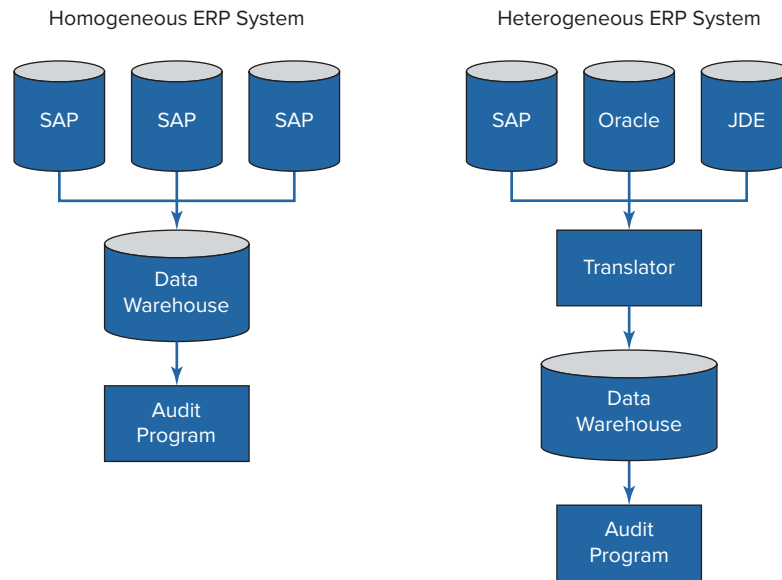 Homogeneous ERP System
SAP
SAP
SAP
Data
Warehouse
Audit
Program
Heterogeneous ERP System
SAP
Oracle
JDE
Translator
Data
Warehouse
Audit
Program